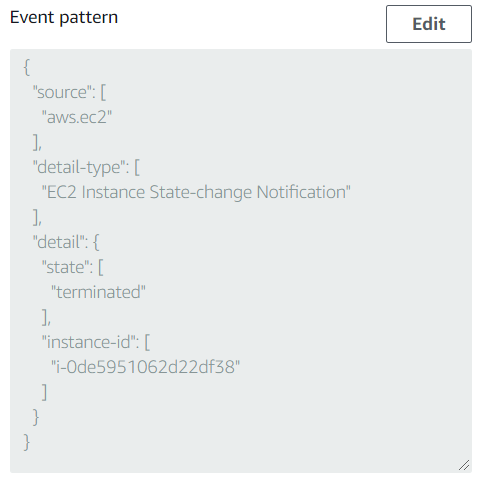 Event pattern
Edit
{
  "source": [
    "aws.ec2"
  ],
  "detail-type": [
    "EC2 Instance State-change Notification"
  ],
  "detail": {
    "state": [
      "terminated"
    ],
    "instance-id": [
      "i-0de5951062d22df38"
    ]
  }
}